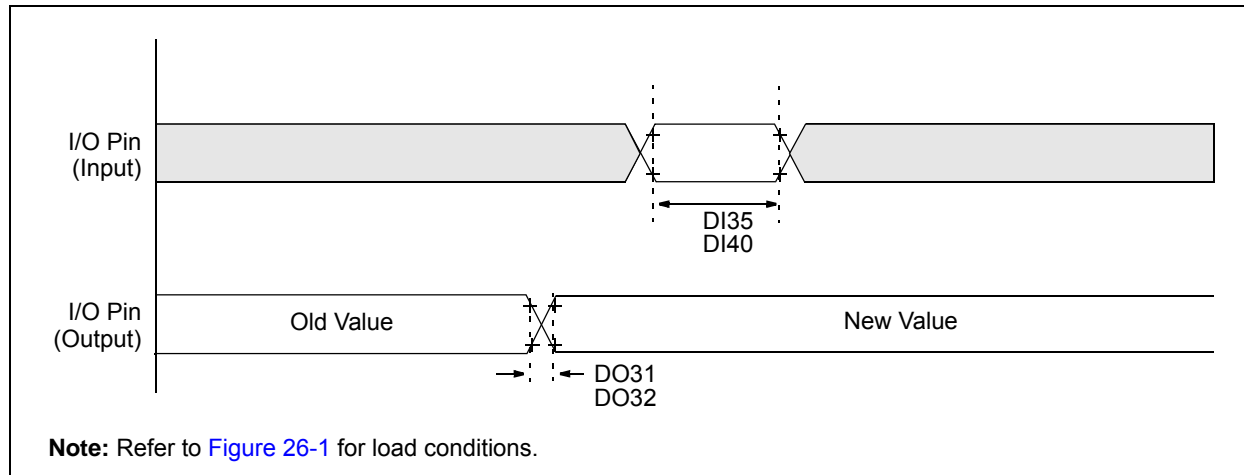 I/O Pin
(Input)
DI35
DI40
I/O Pin
(Output)
Old Value
New Value
DO31
DO32
Note: Refer to Figure 26-1 for load conditions.